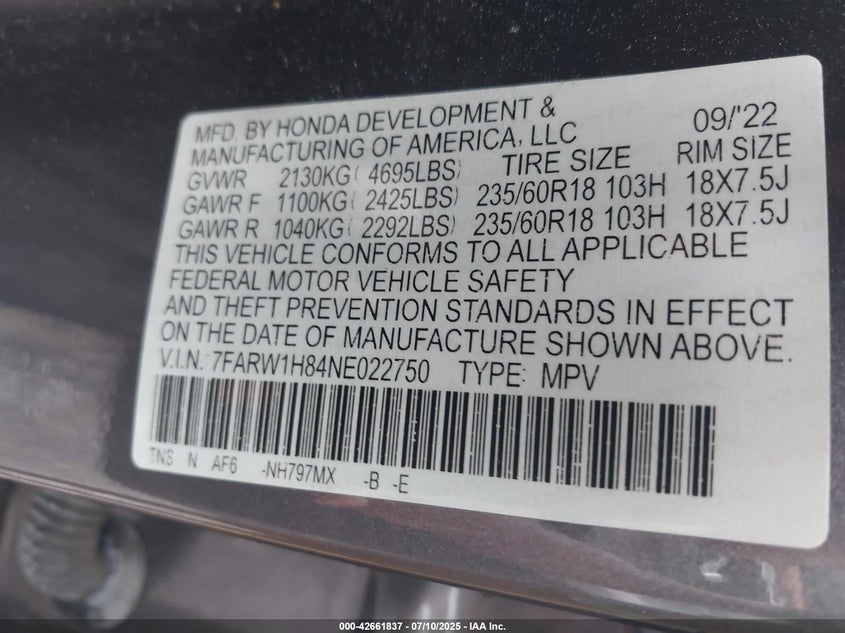 MFD. BY HONDA DEVELOPMENT &
MANUFACTURING OF AMERICA, LLC 09/'22
GVWR 2130KG( 4695LBS) TIRE SIZE RIM SIZE
GAWR F 1100KG( 2425LBS) 235/60R18 103H 18X7.5J
GAWR R 1040KG( 2292LBS) 235/60R18 103H 18X7.5J
THIS VEHICLE CONFORMS TO ALL APPLICABLE
FEDERAL MOTOR VEHICLE SAFETY
AND THEFT PREVENTION STANDARDS IN EFFECT
ON THE DATE OF MANUFACTURE SHOWN ABOVE.
V.I.N.: 7FARW1H84NE022750 TYPE: MPV
TNS N AF6 -NH797MX -B -E
000-42661837 - 07/10/2025 - IAA Inc.